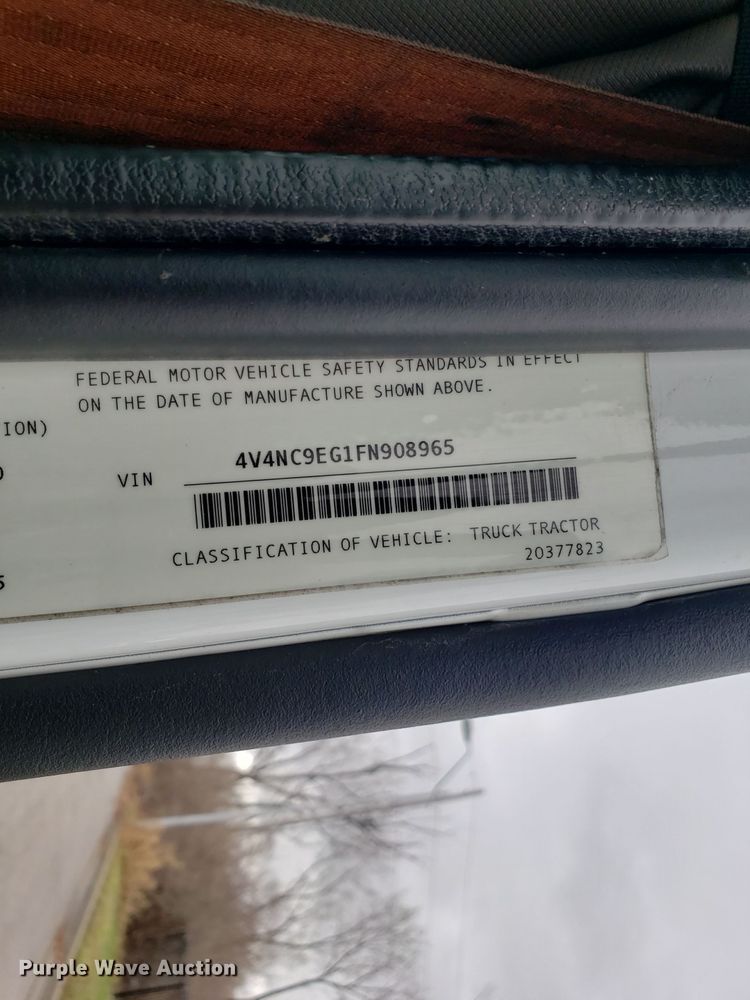 FEDERAL MOTOR VEHICLE SAFETY STANDARDS IN EFFECT
ON THE DATE OF MANUFACTURE SHOWN ABOVE.
ION)
VIN 4V4NC9EG1FN908965
CLASSIFICATION OF VEHICLE: TRUCK TRACTOR
20377823
Purple Wave Auction